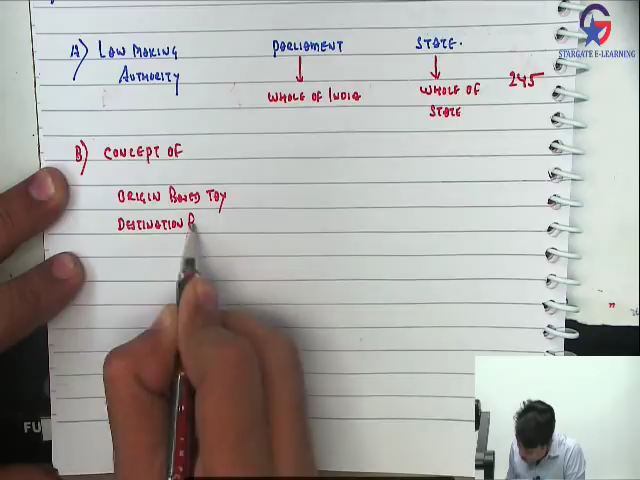 STARGATE E-LEARNING
A) LAW MAKING PARLIAMENT STATE.
AUTHORITY WHOLE OF INDIA WHOLE OF 245
STATE
B) CONCEPT OF
ORIGIN BASED TAX
DESTINATION B
FU